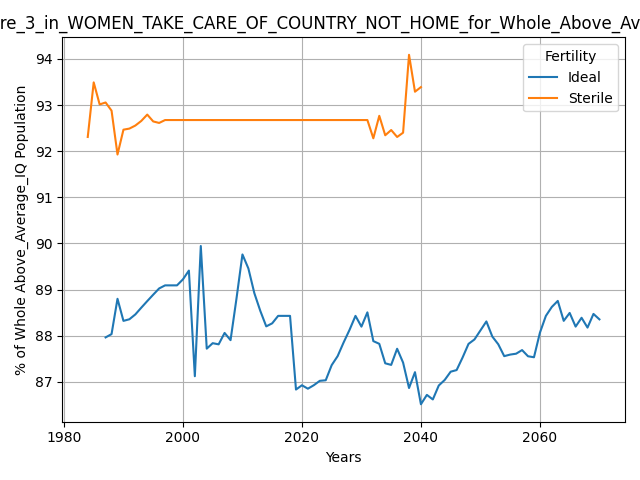 re_3_in_WOMEN_TAKE_CARE_OF_COUNTRY_NOT_HOME_for_Whole_Above_Av
Fertility
Ideal
Sterile
% of Whole Above_Average_IQ Population
94
93
92
91
90
89
88
87
1980
2000
2020
2040
2060
Years